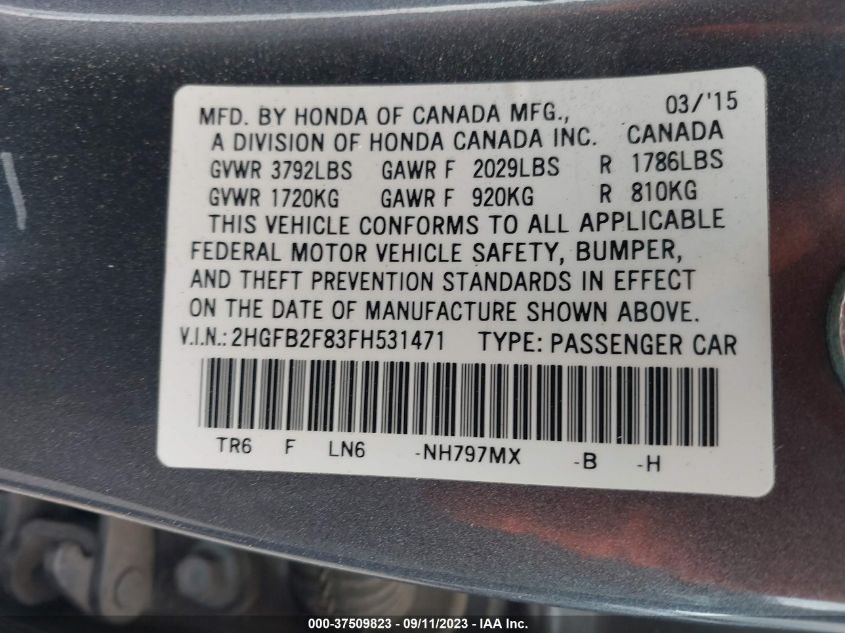 MFD. BY HONDA OF CANADA MFG., 03/'15
A DIVISION OF HONDA CANADA INC. CANADA
GVWR 3792LBS GAWR F 2029LBS R 1786LBS
GVWR 1720KG GAWR F 920KG R 810KG
THIS VEHICLE CONFORMS TO ALL APPLICABLE
FEDERAL MOTOR VEHICLE SAFETY, BUMPER,
AND THEFT PREVENTION STANDARDS IN EFFECT
ON THE DATE OF MANUFACTURE SHOWN ABOVE.
V.I.N.: 2HGFB2F83FH531471 TYPE: PASSENGER CAR
TR6 F LN6 -NH797MX -B -H
000-37509823 - 09/11/2023 - IAA Inc.